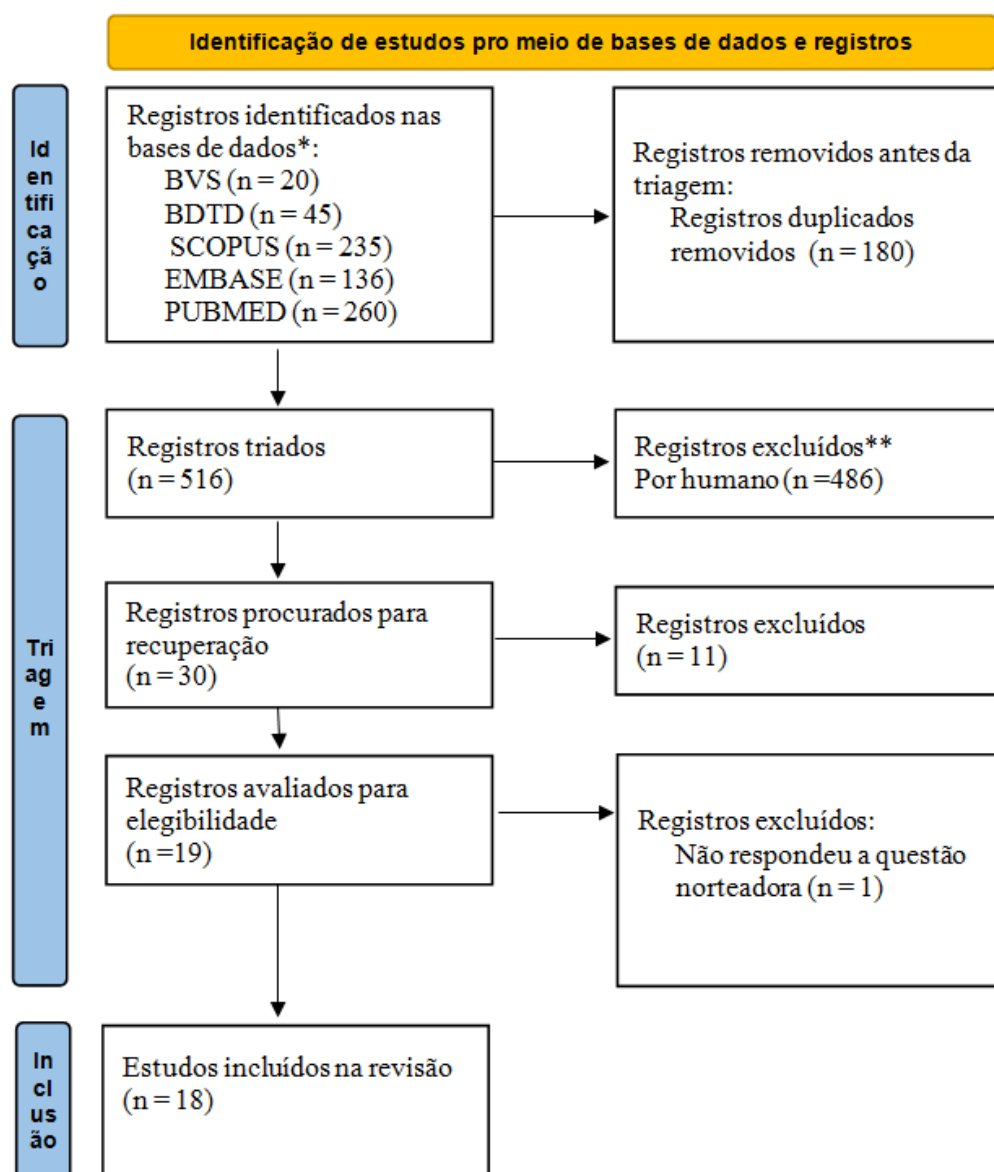 Identificação de estudos pro meio de bases de dados e registros
Id
en
tifi
ca
çã
o
Registros identificados nas
bases de dados*:
BVS (n = 20)
BDTD (n = 45)
SCOPUS (n = 235)
EMBASE (n = 136)
PUBMED (n = 260)
Registros removidos antes da
triagem:
Registros duplicados
removidos (n = 180)
Tri
ag
e
m
Registros triados
(n = 516)
Registros excluídos**
Por humano (n =486)
Registros procurados para
recuperação
(n = 30)
Registros excluídos
(n = 11)
Registros avaliados para
elegibilidade
(n =19)
Registros excluídos:
Não respondeu a questão
norteadora (n = 1)
In
cl
us
ão
Estudos incluídos na revisão
(n = 18)